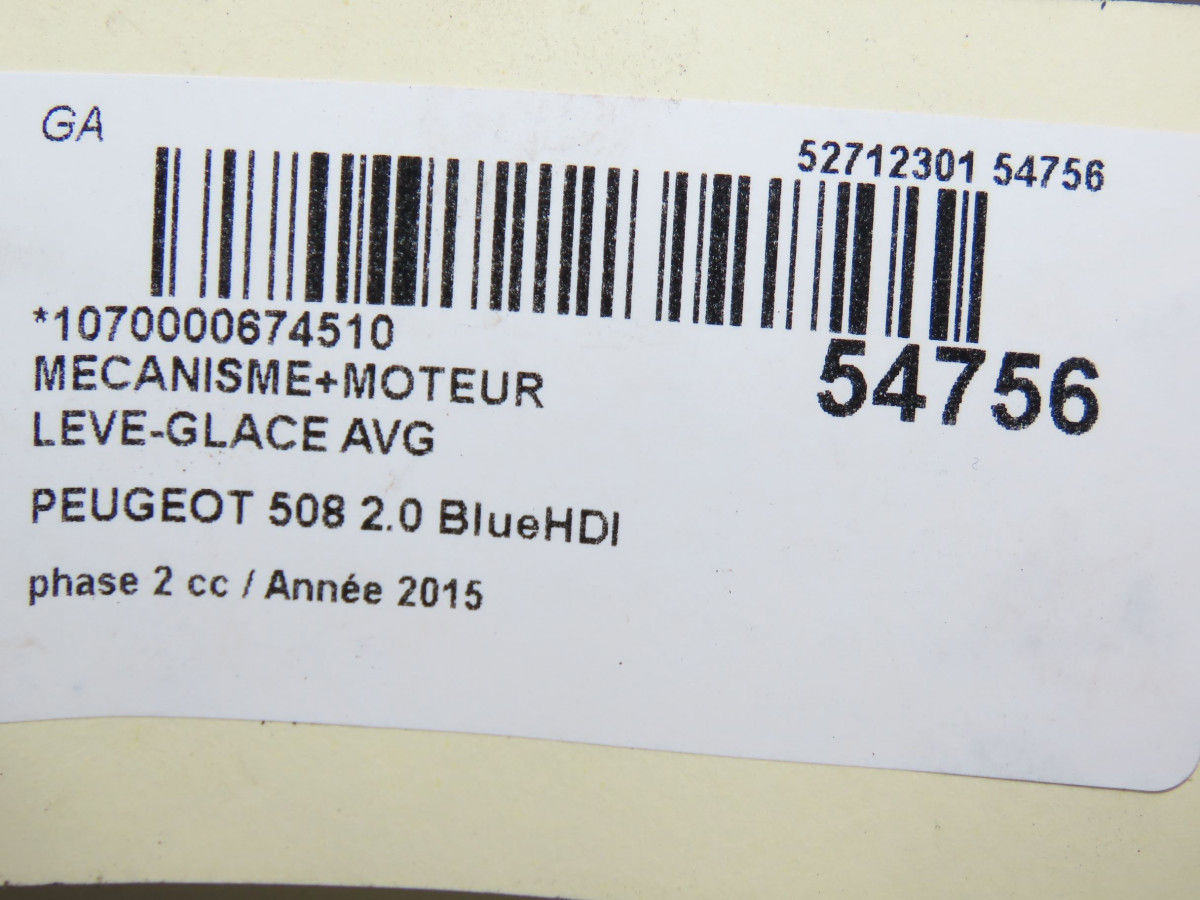 GA
52712301 54756
*1070000674510
54756
MECANISME+MOTEUR
LEVE-GLACE AVG
PEUGEOT 508 2.0 BlueHDI
phase 2 cc / Année 2015